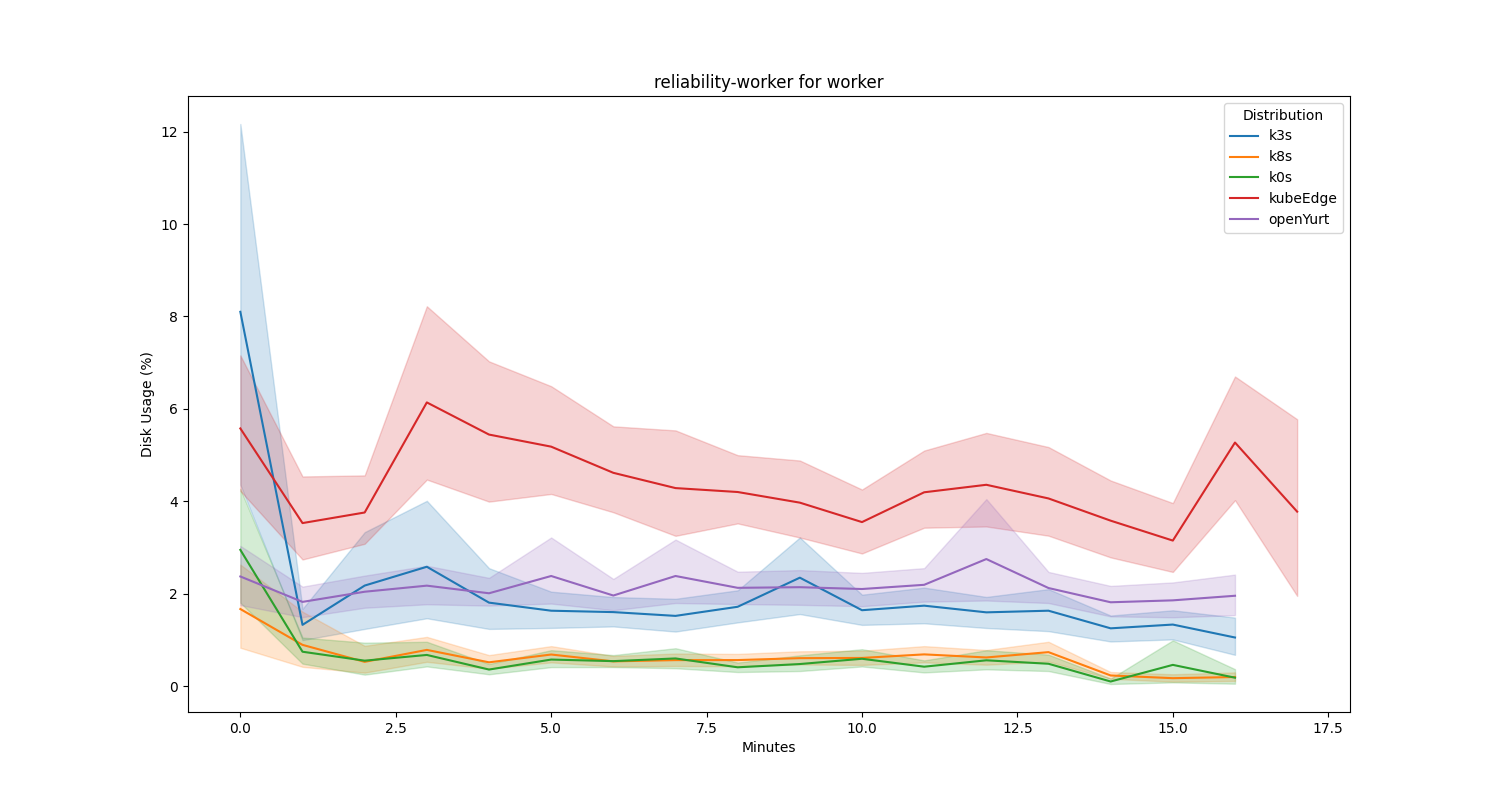 reliability-worker for worker
Distribution
k3s
k8s
k0s
kubeEdge
openYurt
Disk Usage (%)
12
10
8
6
4
2
0
0.0 2.5 5.0 7.5 10.0 12.5 15.0 17.5
Minutes